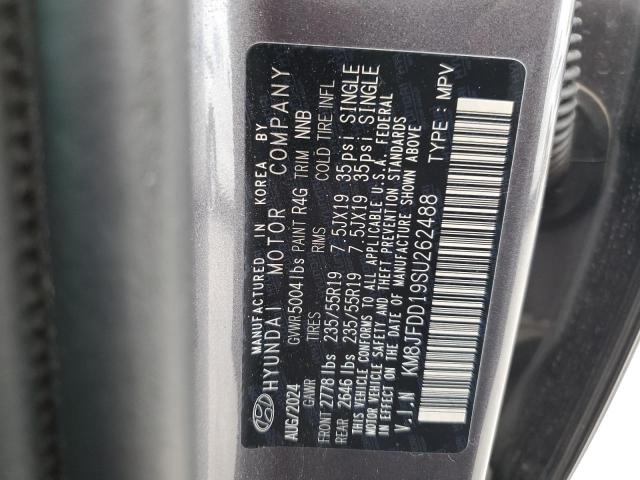 MANUFACTURED IN KOREA BY
HYUNDAI MOTOR COMPANY
AUG/2024 GVWR 5004 lbs PAINT R4G TRIM NNB
GAWR TIRES RIMS COLD TIRE INFL
FRONT 2778 lbs 235/55R19 7.5JX19 35psi SINGLE
REAR 2646 lbs 235/55R19 7.5JX19 35psi SINGLE
THIS VEHICLE CONFORMS TO ALL APPLICABLE U.S.A. FEDERAL
MOTOR VEHICLE SAFETY AND THEFT PREVENTION STANDARDS
IN EFFECT ON THE DATE OF MANUFACTURE SHOWN ABOVE
V.I.N KM8JFDD19SU262488 TYPE : MPV